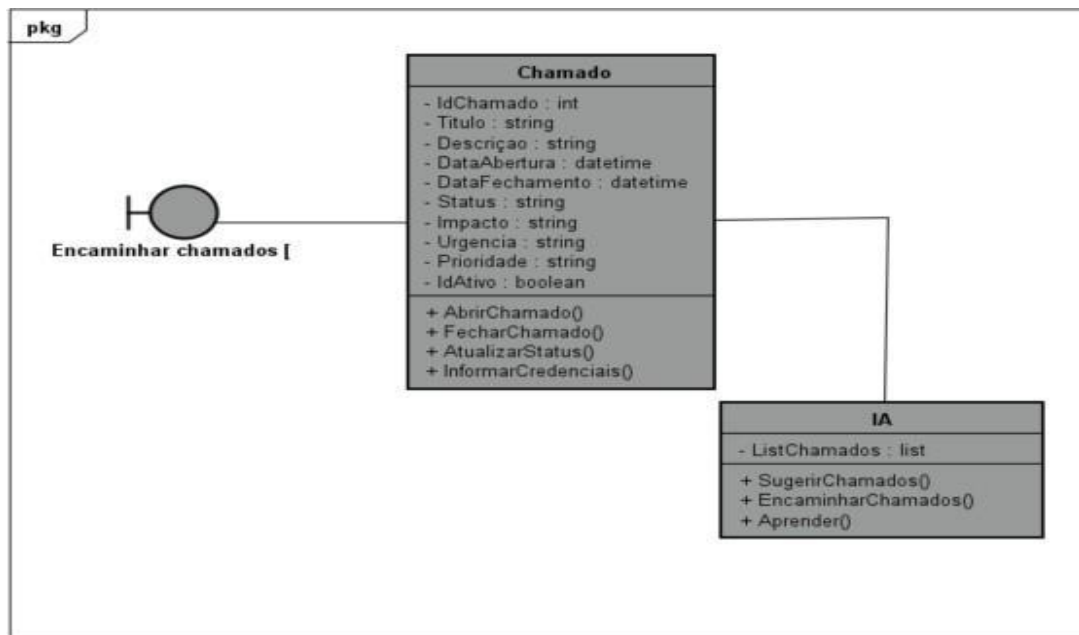 pkg
Chamado
- IdChamado : int
- Titulo : string
- Descriçao : string
- DataAbertura : datetime
- DataFechamento : datetime
- Status : string
- Impacto : string
- Urgencia : string
- Prioridade : string
- IdAtivo : boolean
+ AbrirChamado()
+ FecharChamado()
+ AtualizarStatus()
+ InformarCredenciais()
Encaminhar chamados [
IA
- ListChamados : list
+ SugerirChamados()
+ EncaminharChamados()
+ Aprender()